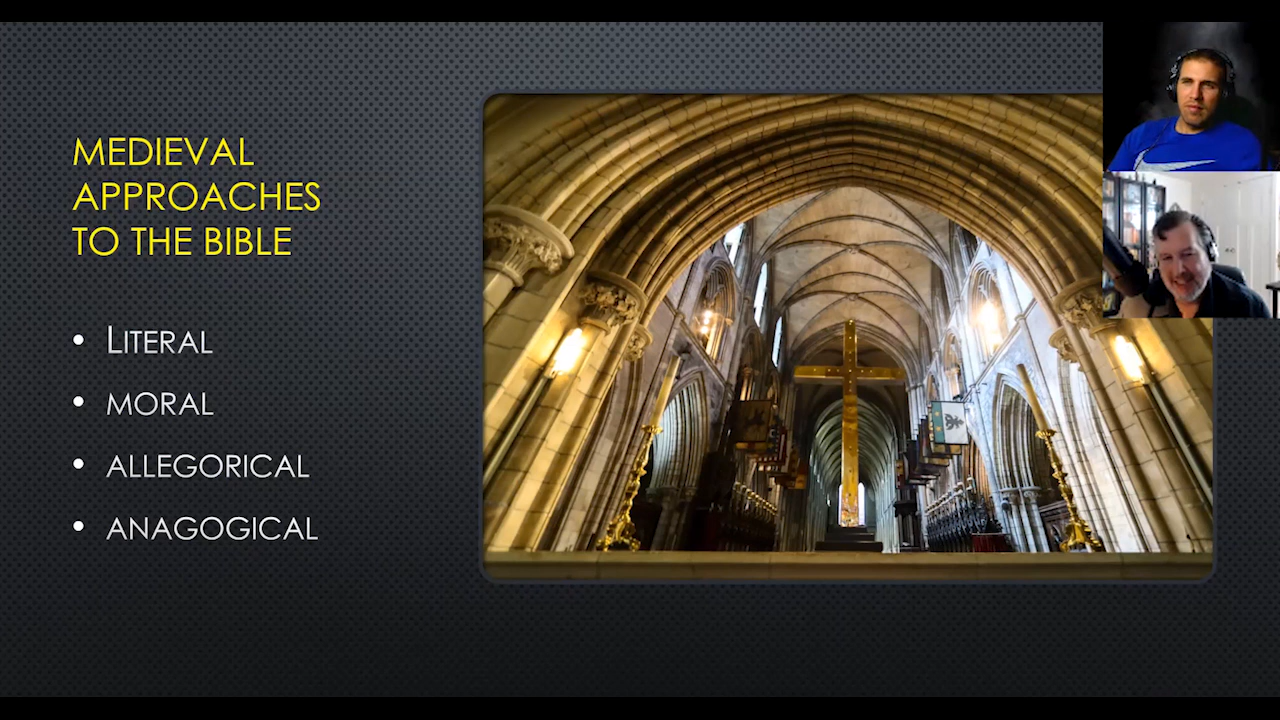 MEDIEVAL
APPROACHES
TO THE BIBLE
• LITERAL
• MORAL
• ALLEGORICAL
• ANAGOGICAL